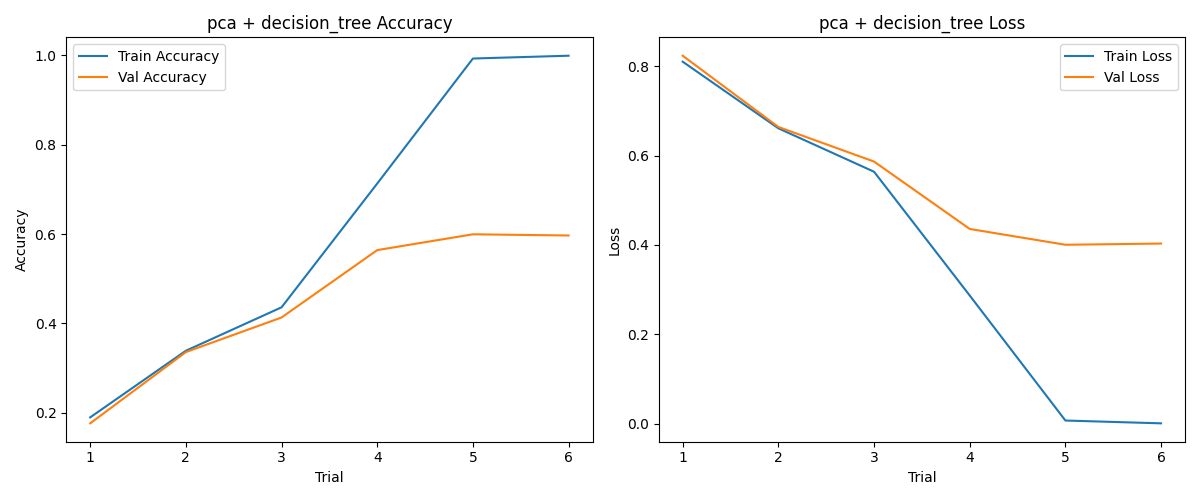 pca + decision_tree Accuracy
Train Accuracy
Val Accuracy
Accuracy
1.0
0.8
0.6
0.4
0.2
1 2 3 4 5 6
Trial
pca + decision_tree Loss
Train Loss
Val Loss
Loss
0.8
0.6
0.4
0.2
0.0
1 2 3 4 5 6
Trial